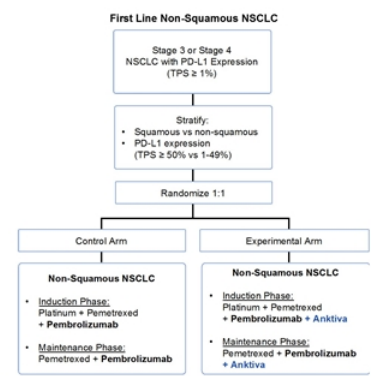 First Line Non-Squamous NSCLC
Stage 3 or Stage 4
NSCLC with PD-L1 Expression
(TPS ≥ 1%)
Stratify:
• Squamous vs non-squamous
• PD-L1 expression
(TPS ≥ 50% vs 1-49%)
Randomize 1:1
Control Arm
Non-Squamous NSCLC
• Induction Phase:
Platinum + Pemetrexed
+ Pembrolizumab
• Maintenance Phase:
Pemetrexed + Pembrolizumab
Experimental Arm
Non-Squamous NSCLC
• Induction Phase:
Platinum + Pemetrexed
+ Pembrolizumab + Anktiva
• Maintenance Phase:
Pemetrexed + Pembrolizumab
+ Anktiva